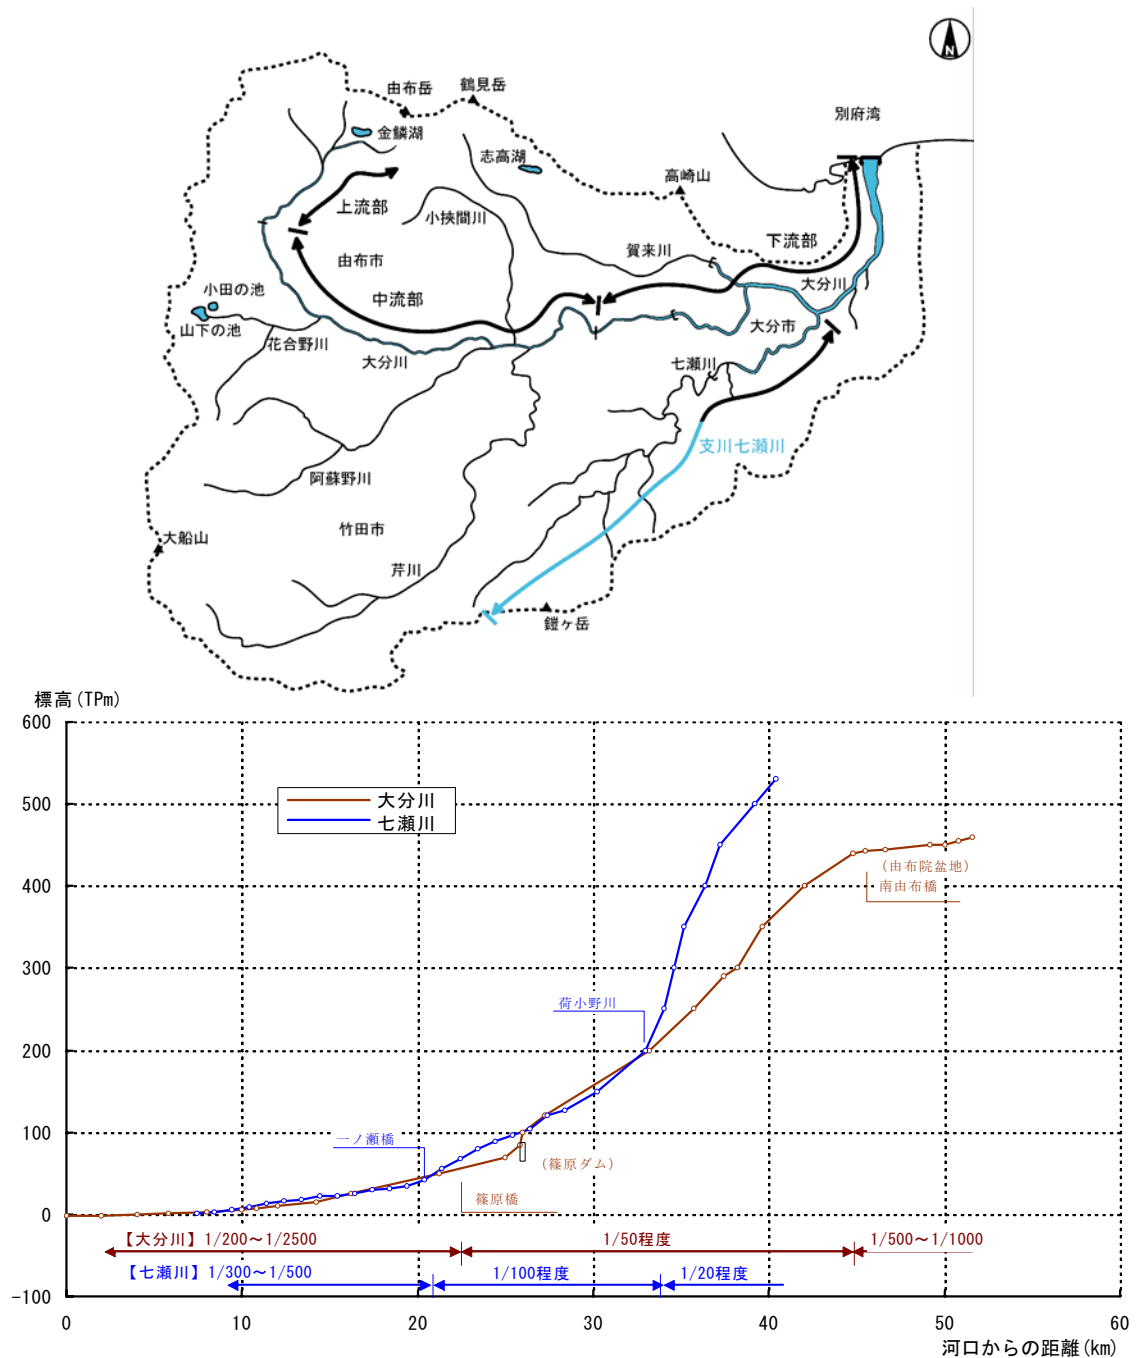 N
由布岳
鶴見岳
別府湾
金鱗湖
志高湖
高崎山
上流部
小挾間川
賀来川
下流部
由布市
小田の池
中流部
大分川
山下の池
花合野川
大分川
大分市
七瀬川
支川七瀬川
阿蘇野川
竹田市
大船山
芹川
鎧ヶ岳
標高(TPm)
600
500
400
300
200
100
0
-100
大分川
七瀬川
(由布院盆地)
南由布橋
荷小野川
一ノ瀬橋
(篠原ダム)
篠原橋
【大分川】1/200～1/2500
1/50程度
1/500～1/1000
【七瀬川】1/300～1/500
1/100程度
1/20程度
0 10 20 30 40 50 60
河口からの距離(km)